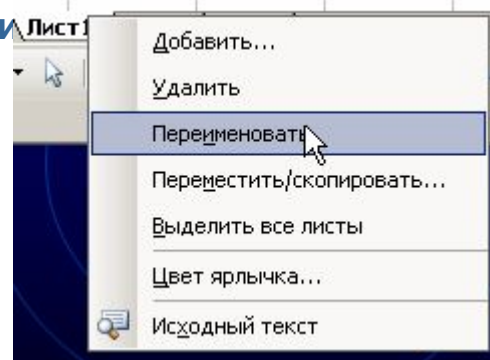 и
Лист1
Добавить...
Удалить
Переименовать
Переместить/скопировать...
Выделить все листы
Цвет ярлычка...
Исходный текст